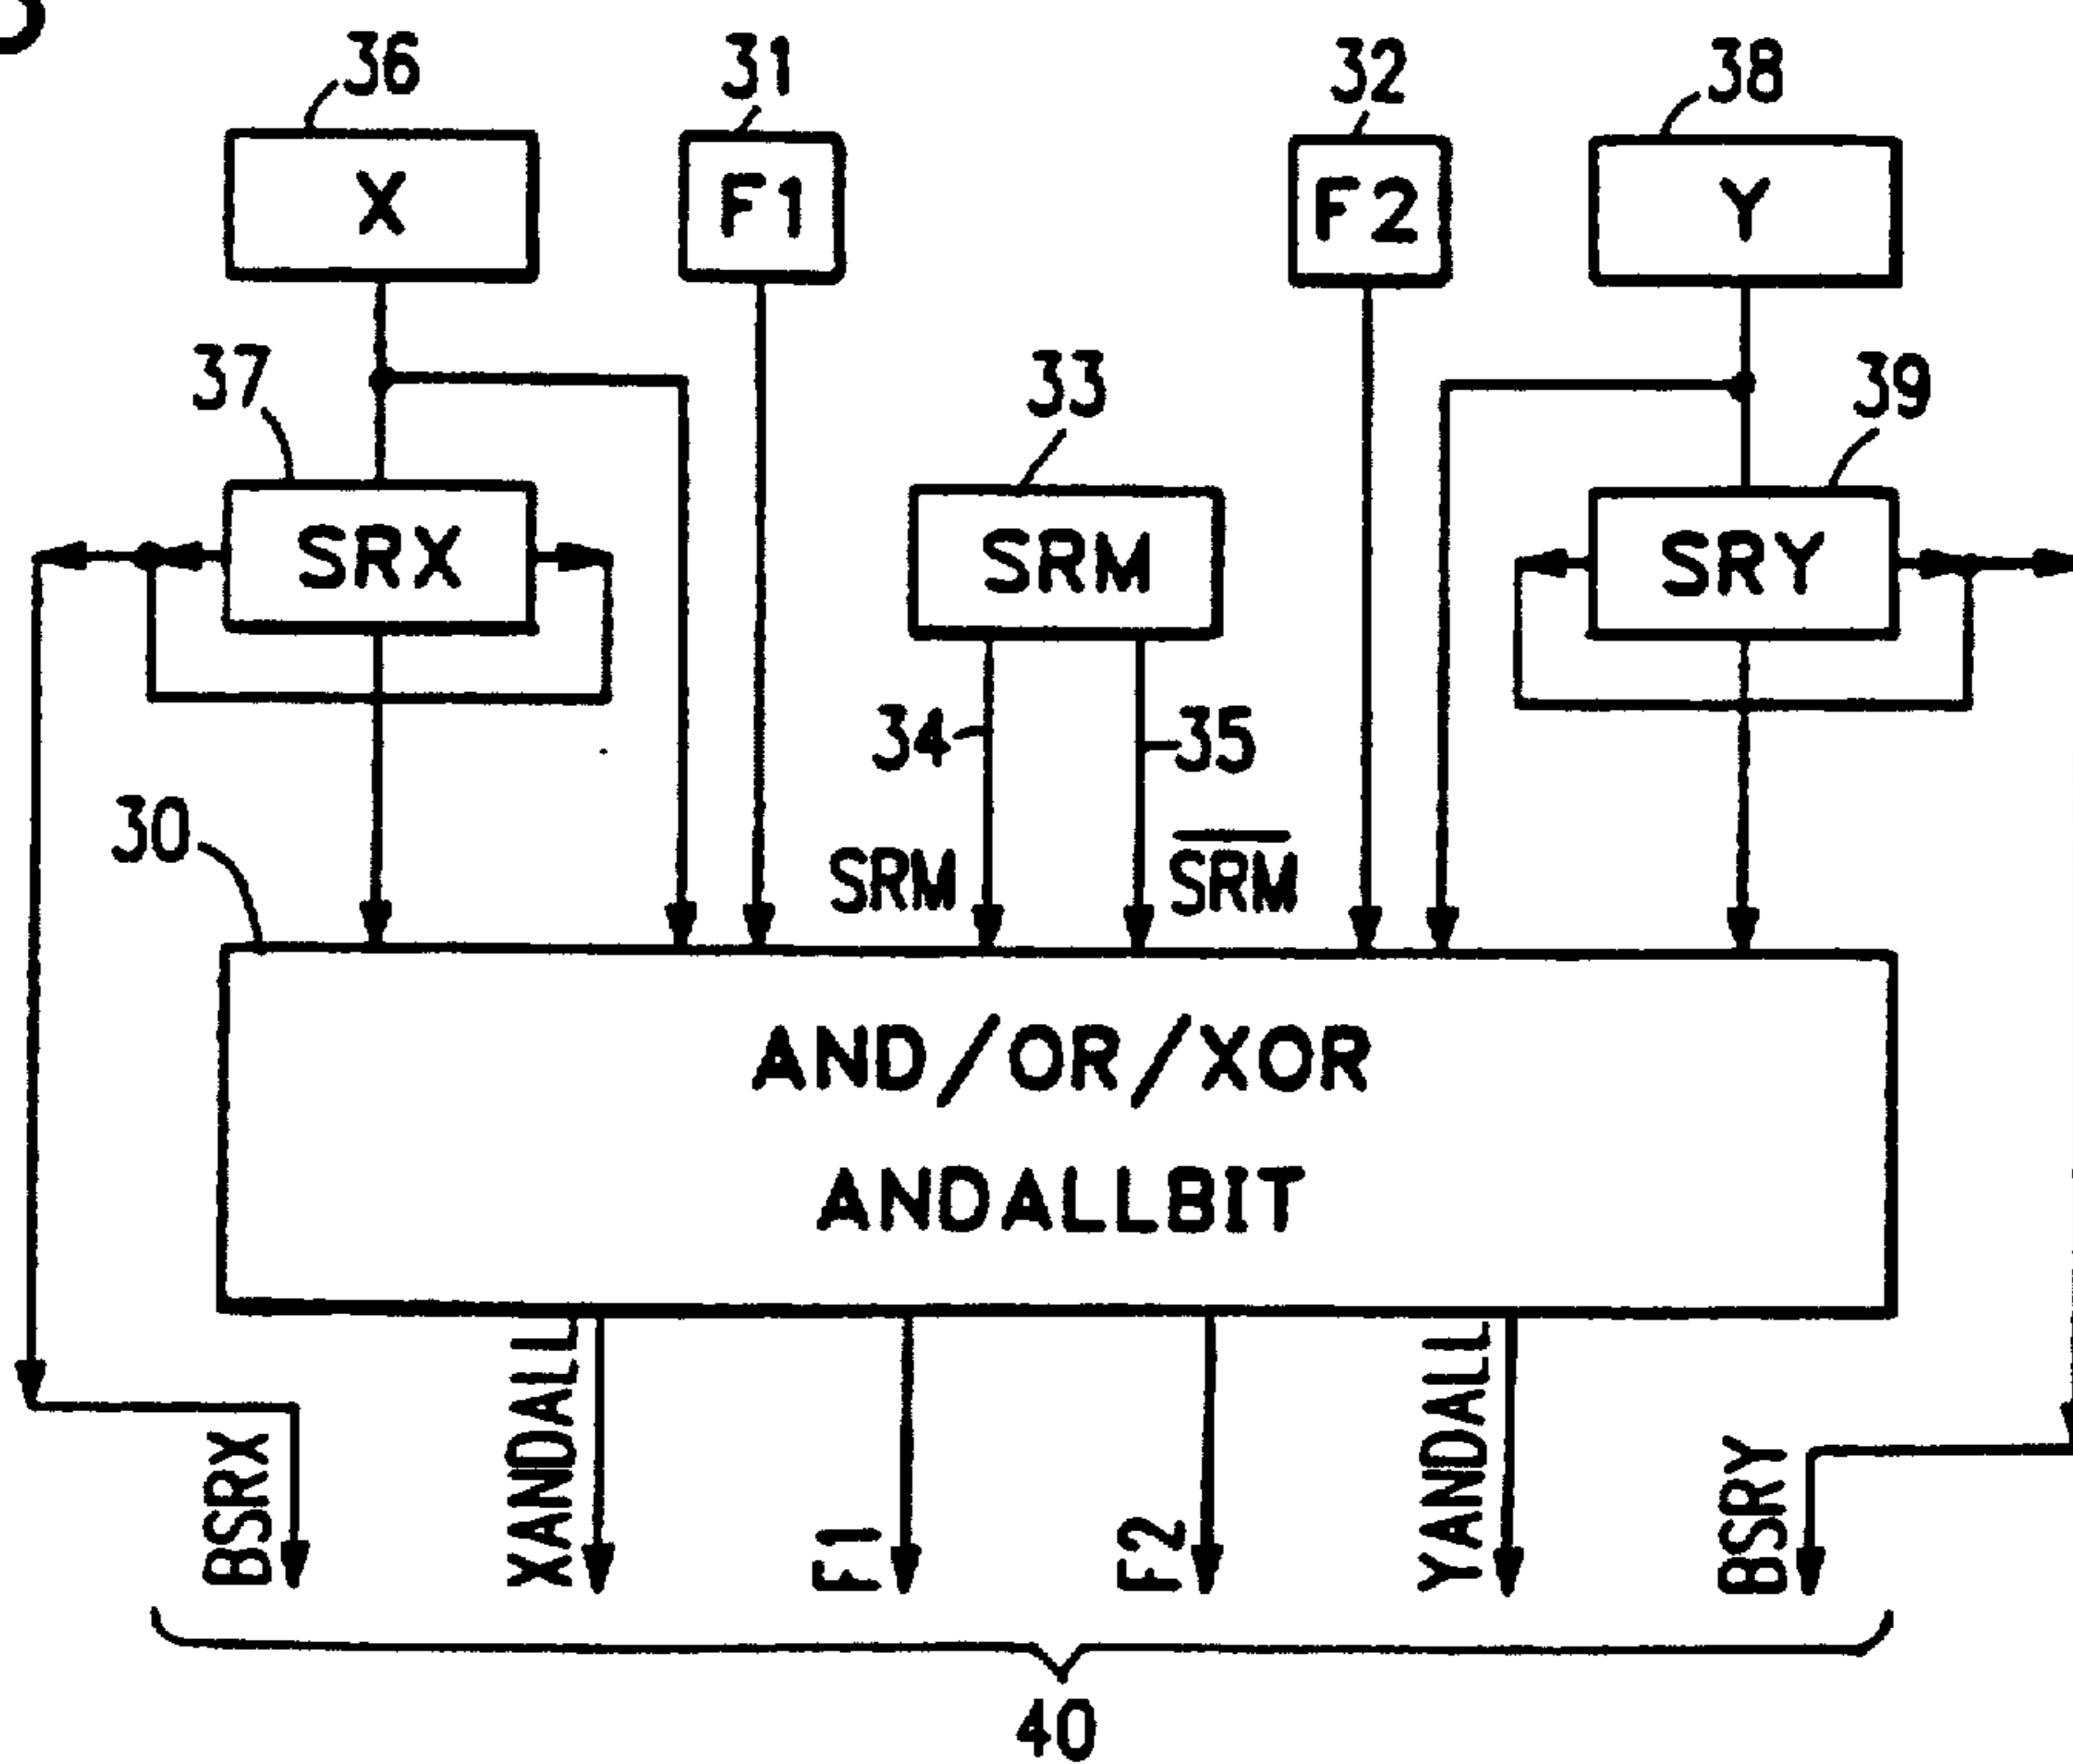 36 31 32 38
X F1 F2 Y
37 33 39
SRX SRM SRY
34 35
30 SRM S̅R̅M̅
AND/OR/XOR
ANDALLBIT
BSRX XANDALL F1 F2 YANDALL BSRY
40